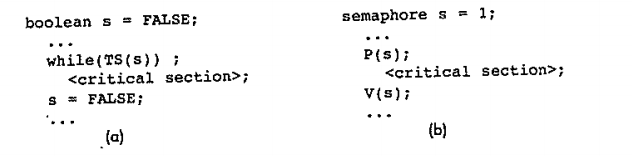 boolean s = FALSE;
...
while(TS(s)) ;
<critical section>;
s = FALSE;
...
(a)
semaphore s = 1;
...
P(s);
<critical section>;
V(s);
...
(b)